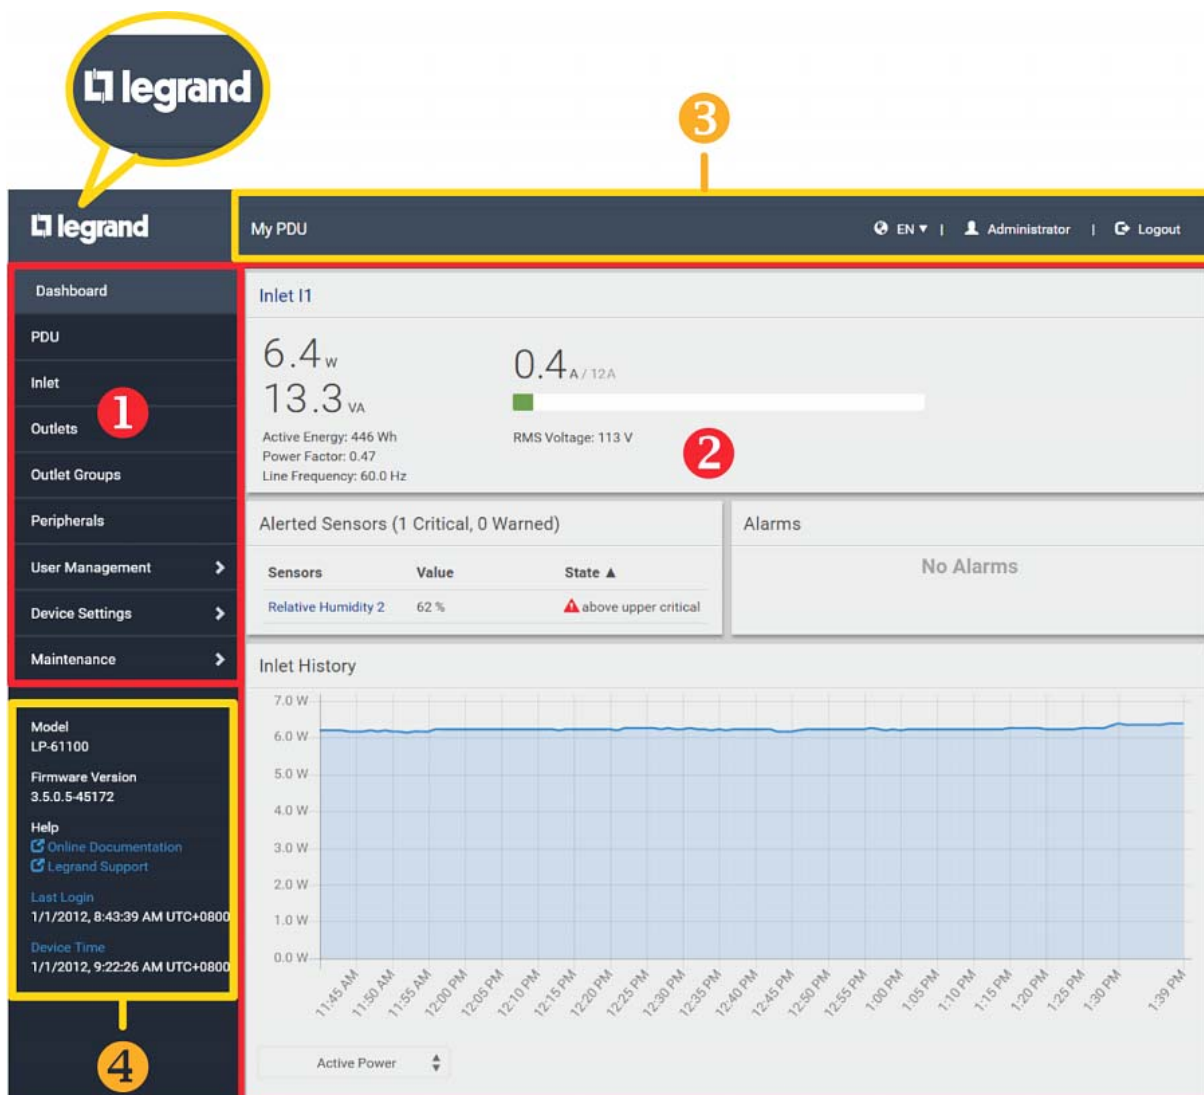 legrand
3
legrand
My PDU
EN ▼ | Administrator | Logout
Dashboard
PDU
Inlet
1
Outlets
Outlet Groups
Peripherals
User Management
Device Settings
Maintenance
Model
LP-61100
Firmware Version
3.5.0.5-45172
Help
Online Documentation
Legrand Support
Last Login
1/1/2012, 8:43:39 AM UTC+0800
Device Time
1/1/2012, 9:22:26 AM UTC+0800
4
Inlet I1
6.4 W
13.3 VA
Active Energy: 446 Wh
Power Factor: 0.47
Line Frequency: 60.0 Hz
0.4 A / 12A
RMS Voltage: 113 V
2
Alerted Sensors (1 Critical, 0 Warned)
Sensors Value State ▲
Relative Humidity 2 62 % above upper critical
Alarms
No Alarms
Inlet History
7.0 W
6.0 W
5.0 W
4.0 W
3.0 W
2.0 W
1.0 W
0.0 W
11:45 AM 11:50 AM 11:55 AM 12:00 PM 12:05 PM 12:10 PM 12:15 PM 12:20 PM 12:25 PM 12:30 PM 12:35 PM 12:40 PM 12:45 PM 12:50 PM 12:55 PM 1:00 PM 1:05 PM 1:10 PM 1:15 PM 1:20 PM 1:25 PM 1:30 PM 1:39 PM
Active Power